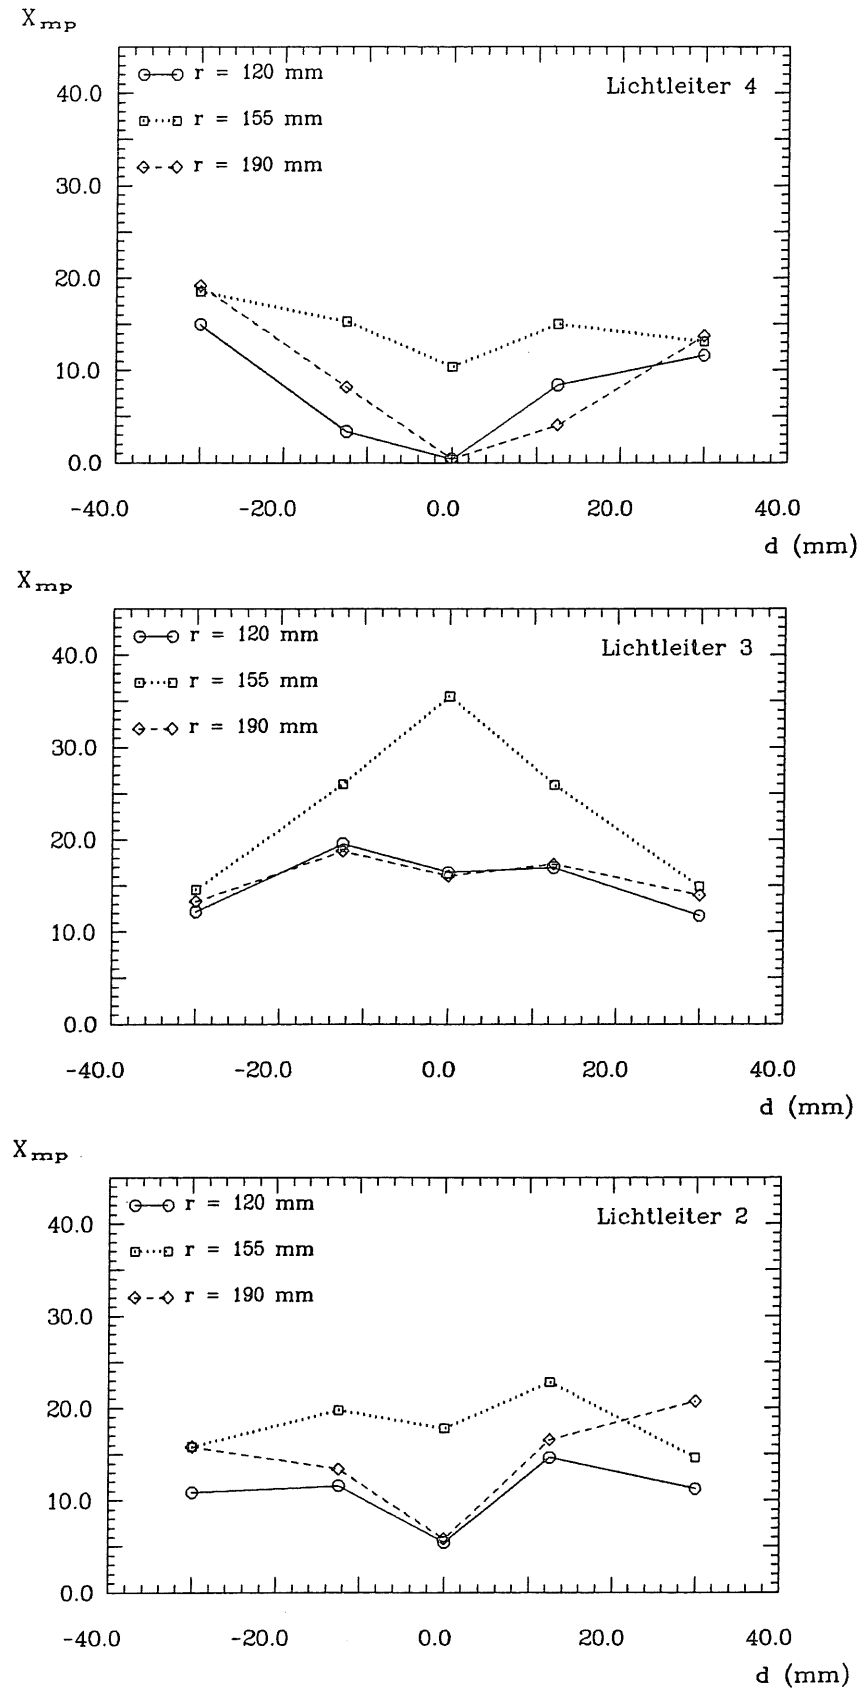 X mp
r = 120 mm
Lichtleiter 4
40.0
r = 155 mm
r = 190 mm
30.0
20.0
10.0
0.0
-40.0 -20.0 0.0 20.0 40.0
d (mm)
X mp
r = 120 mm
Lichtleiter 3
40.0
r = 155 mm
r = 190 mm
30.0
20.0
10.0
0.0
-40.0 -20.0 0.0 20.0 40.0
d (mm)
X mp
r = 120 mm
Lichtleiter 2
40.0
r = 155 mm
r = 190 mm
30.0
20.0
10.0
0.0
-40.0 -20.0 0.0 20.0 40.0
d (mm)